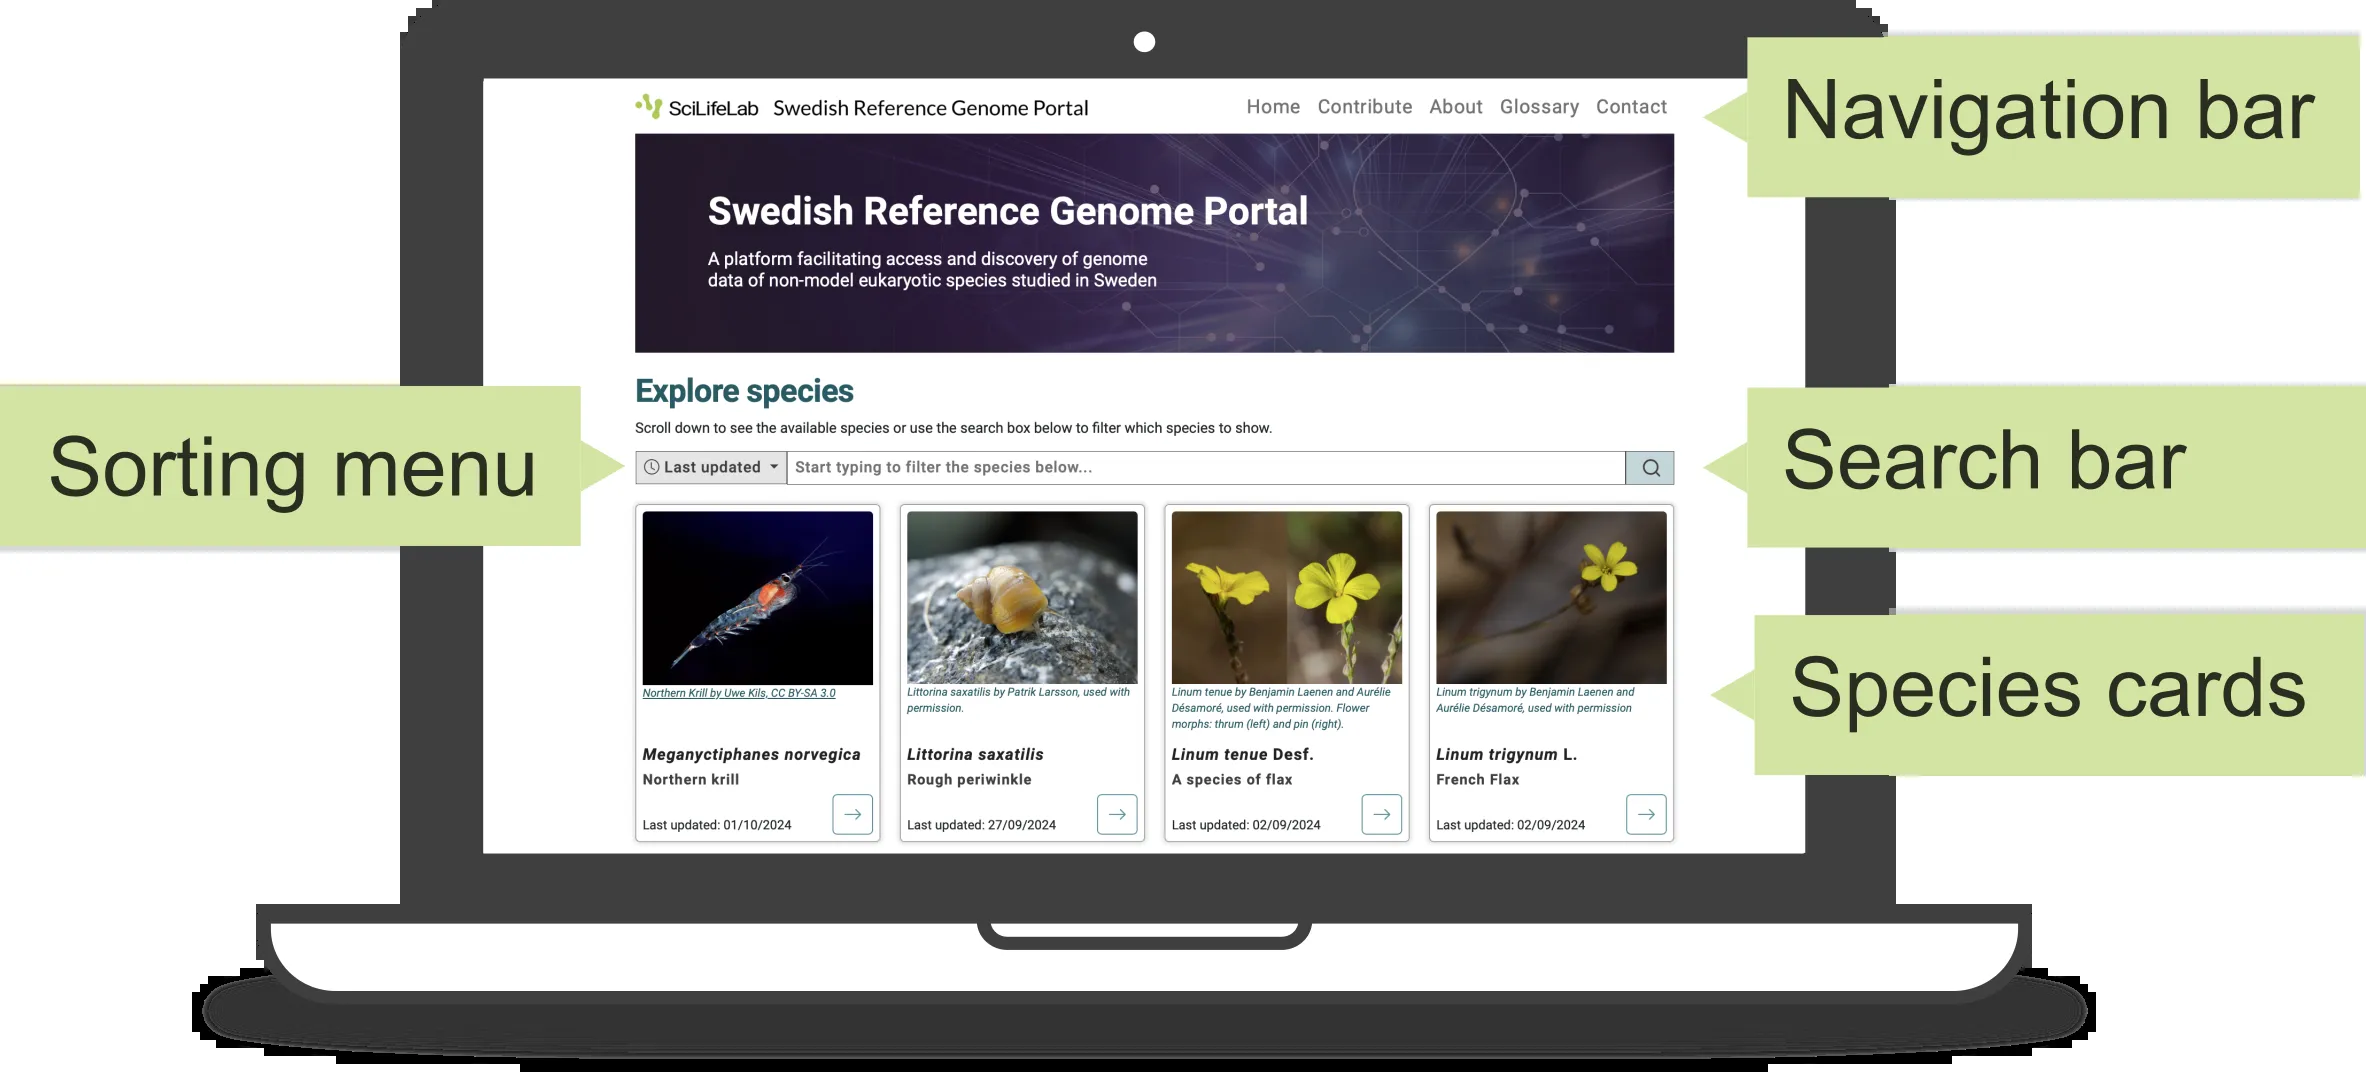 Navigation bar
SciLifeLab Swedish Reference Genome Portal
Home Contribute About Glossary Contact
Swedish Reference Genome Portal
A platform facilitating access and discovery of genome
data of non-model eukaryotic species studied in Sweden
Explore species
Scroll down to see the available species or use the search box below to filter which species to show.
Sorting menu
Last updated
Start typing to filter the species below...
Search bar
Northern Krill by Uwe Kils, CC BY-SA 3.0
Meganyctiphanes norvegica
Northern krill
Last updated: 01/10/2024
Littorina saxatilis by Patrik Larsson, used with
permission.
Littorina saxatilis
Rough periwinkle
Last updated: 27/09/2024
Linum tenue by Benjamin Laenen and Aurélie
Désamoré, used with permission. Flower
morphs: thrum (left) and pin (right).
Linum tenue Desf.
A species of flax
Last updated: 02/09/2024
Linum trigynum by Benjamin Laenen and
Aurélie Désamoré, used with permission
Linum trigynum L.
French Flax
Last updated: 02/09/2024
Species cards